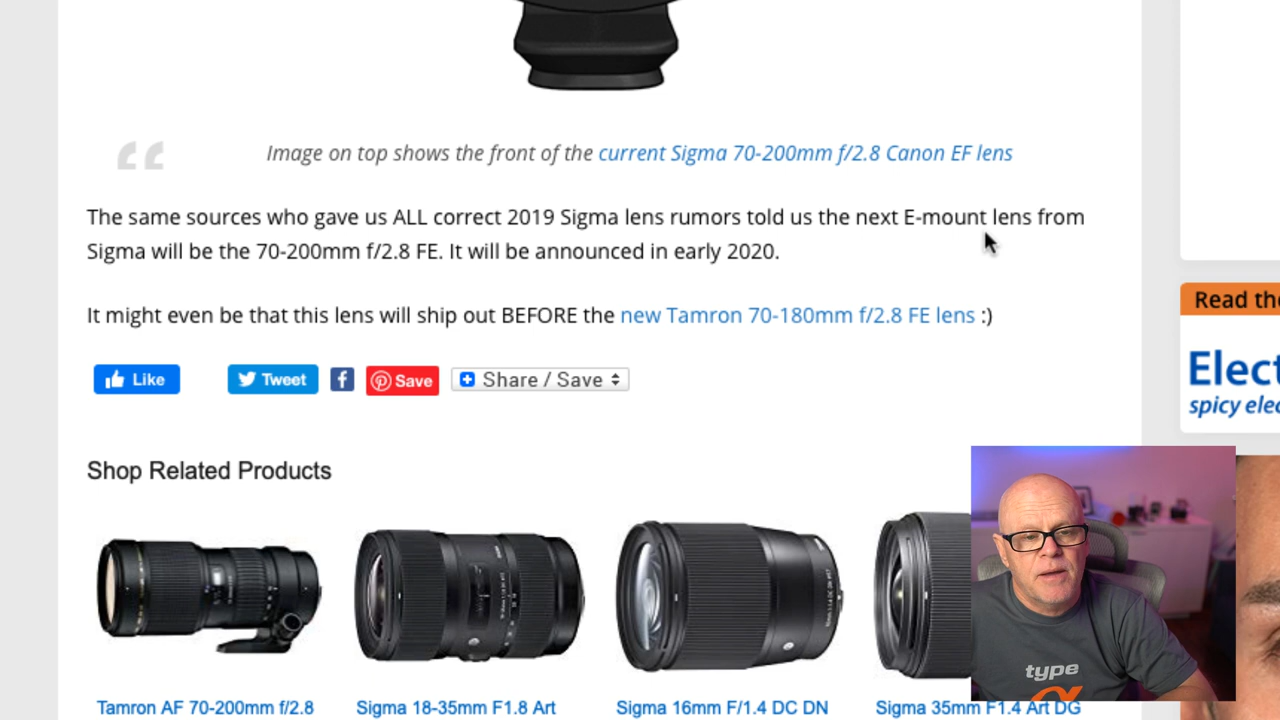 Image on top shows the front of the current Sigma 70-200mm f/2.8 Canon EF lens
The same sources who gave us ALL correct 2019 Sigma lens rumors told us the next E-mount lens from
Sigma will be the 70-200mm f/2.8 FE. It will be announced in early 2020.
It might even be that this lens will ship out BEFORE the new Tamron 70-180mm f/2.8 FE lens :)
Like
Tweet
Save
Share / Save
Shop Related Products
Tamron AF 70-200mm f/2.8
Sigma 18-35mm F1.8 Art
Sigma 16mm F/1.4 DC DN
Sigma 35mm F1.4 Art DG
Read the
Elect
spicy elec
type